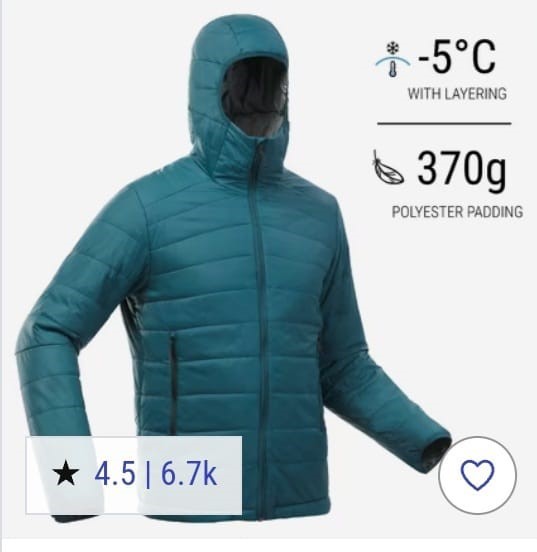 -5°C
WITH LAYERING
370g
POLYESTER PADDING
★ 4.5 | 6.7k